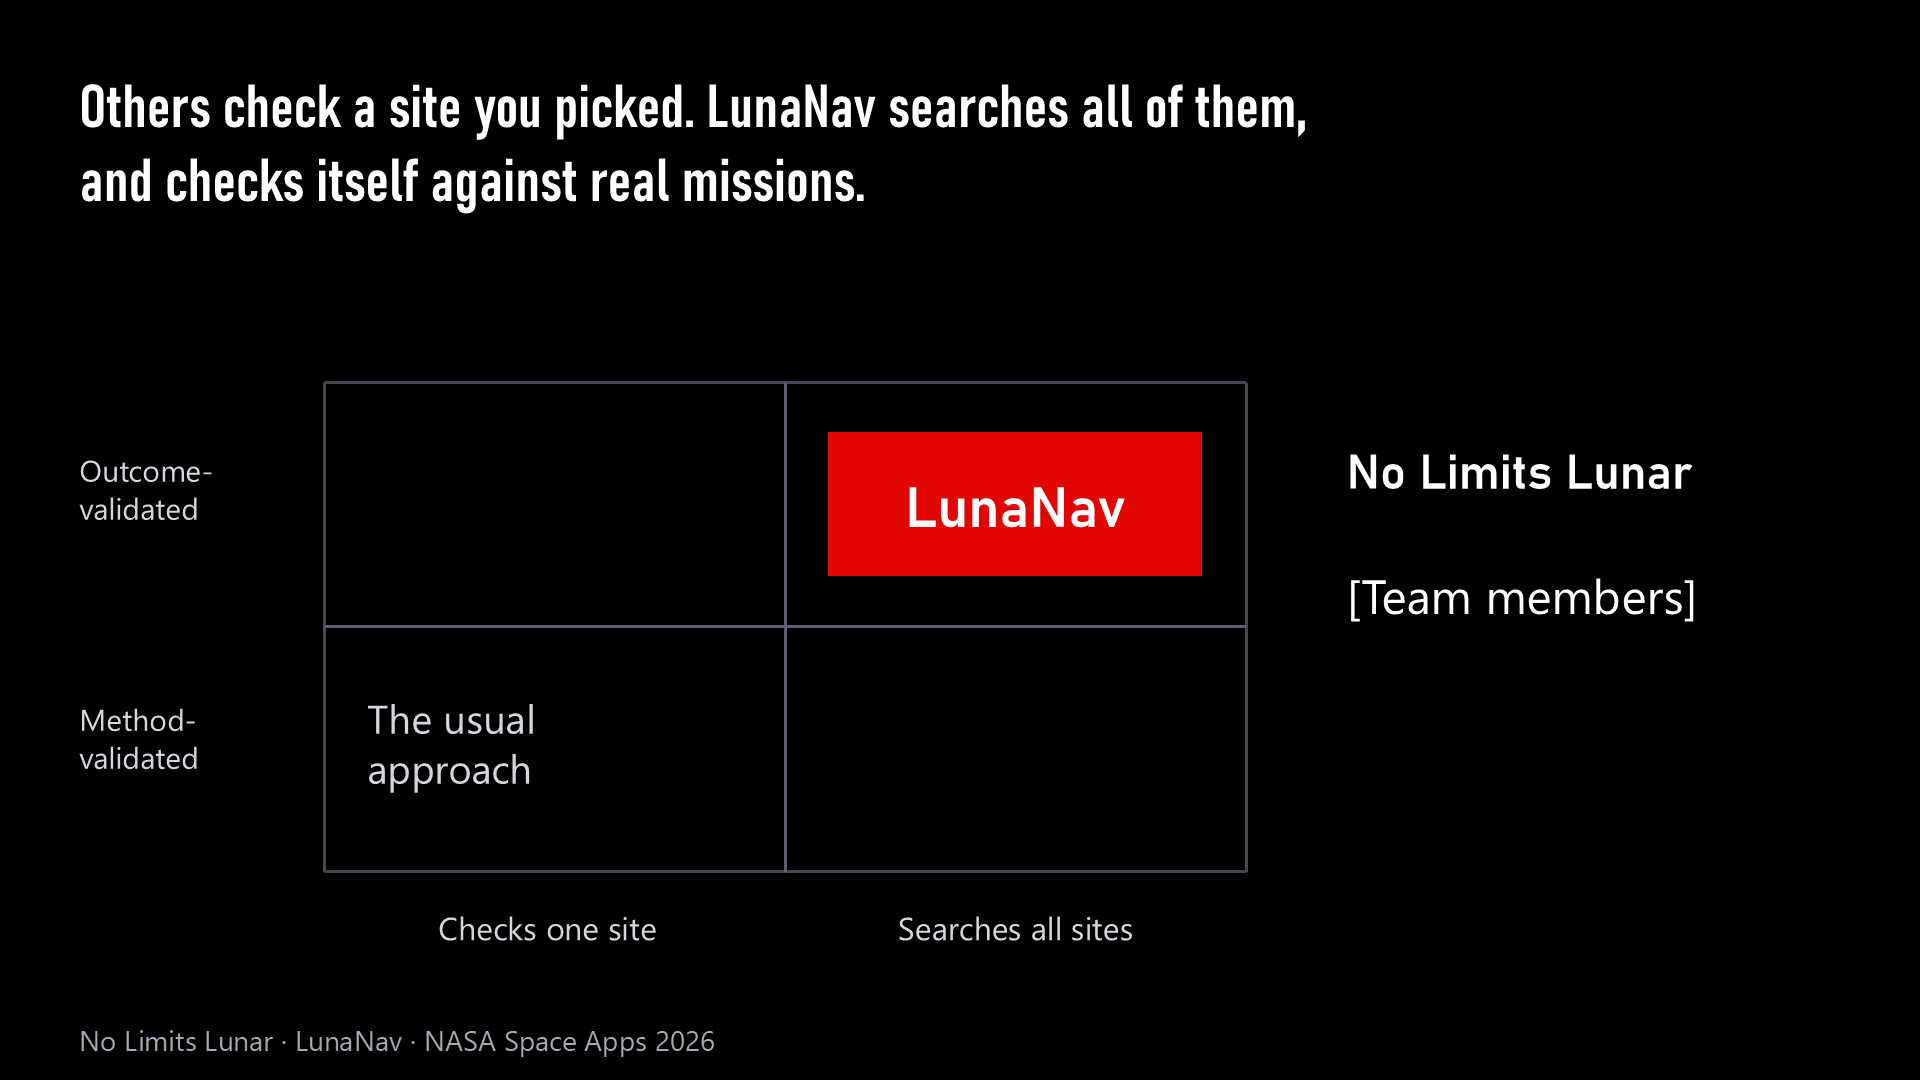 Others check a site you picked. LunaNav searches all of them,
and checks itself against real missions.
Outcome-
validated
LunaNav
No Limits Lunar
[Team members]
Method-
validated
The usual
approach
Checks one site
Searches all sites
No Limits Lunar · LunaNav · NASA Space Apps 2026